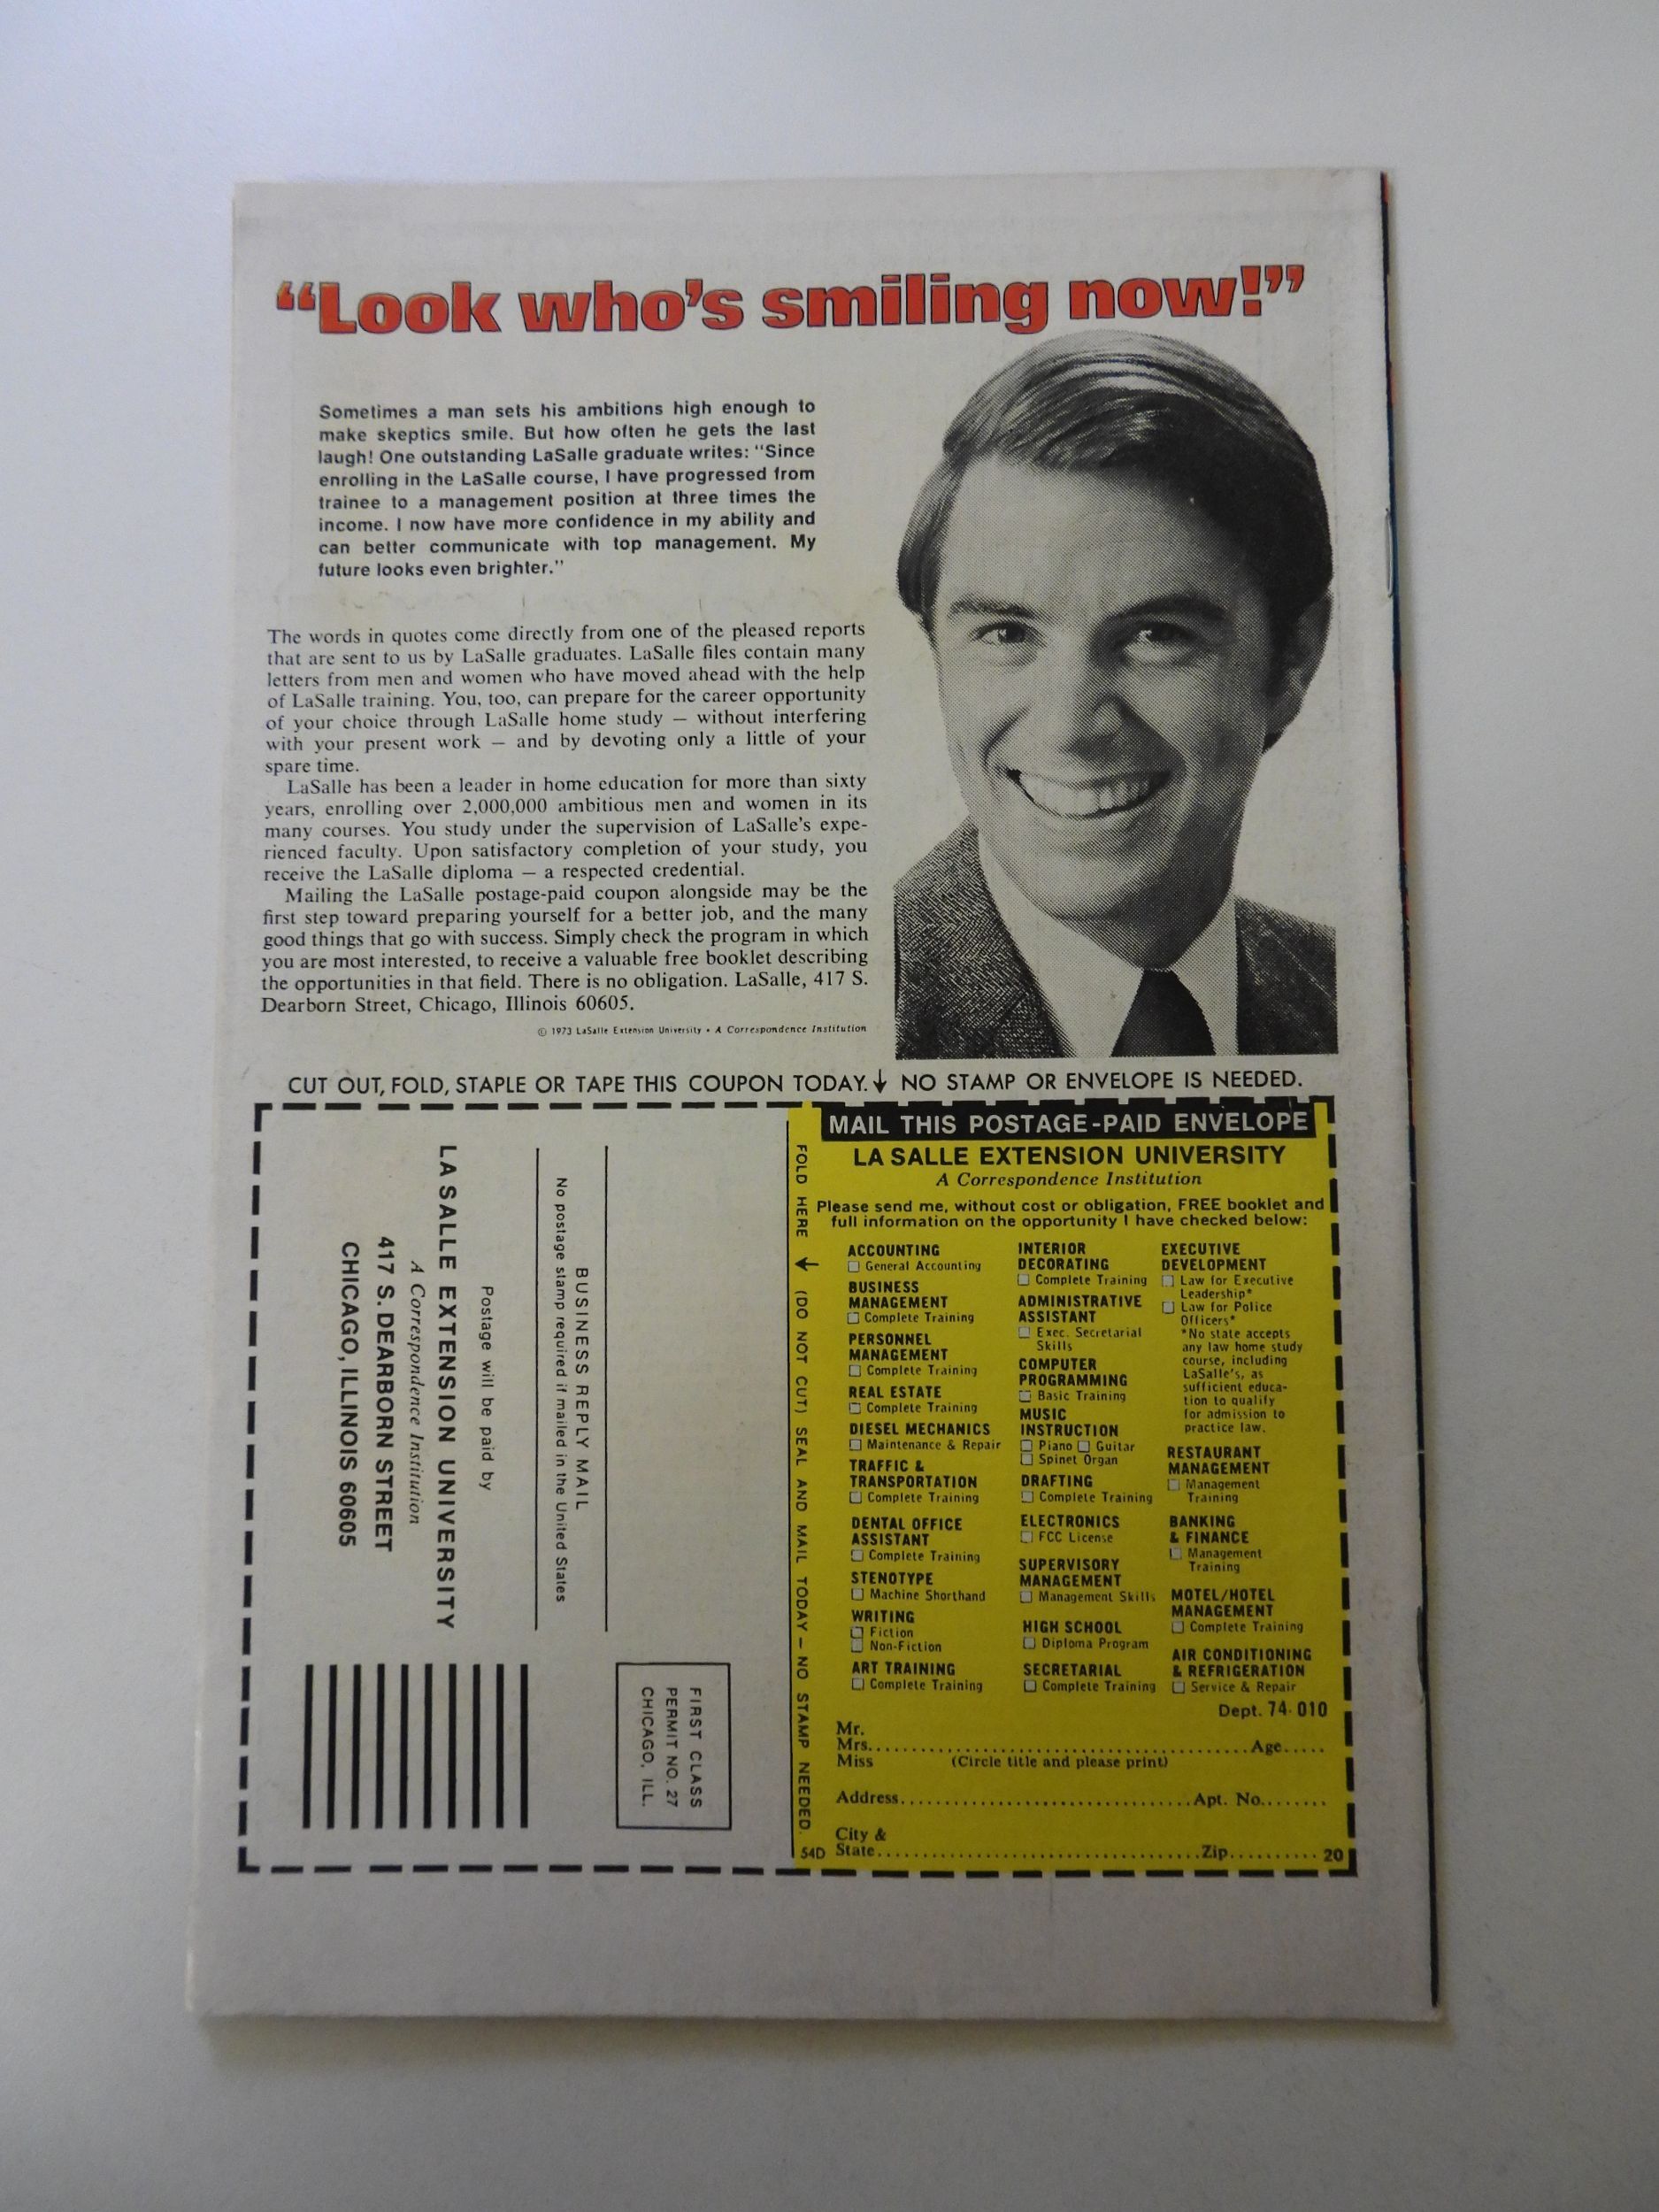 “Look who’s smiling now!”
Sometimes a man sets his ambitions high enough to
make skeptics smile. But how often he gets the last
laugh! One outstanding LaSalle graduate writes: “Since
enrolling in the LaSalle course, I have progressed from
trainee to a management position at three times the
income. I now have more confidence in my ability and
can better communicate with top management. My
future looks even brighter.”
The words in quotes come directly from one of the pleased reports
that are sent to us by LaSalle graduates. LaSalle files contain many
letters from men and women who have moved ahead with the help
of LaSalle training. You, too, can prepare for the career opportunity
of your choice through LaSalle home study — without interfering
with your present work — and by devoting only a little of your
spare time.
LaSalle has been a leader in home education for more than sixty
years, enrolling over 2,000,000 ambitious men and women in its
many courses. You study under the supervision of LaSalle's expe-
rienced faculty. Upon satisfactory completion of your study, you
receive the LaSalle diploma — a respected credential.
Mailing the LaSalle postage-paid coupon alongside may be the
first step toward preparing yourself for a better job, and the many
good things that go with success. Simply check the program in which
you are most interested, to receive a valuable free booklet describing
the opportunities in that field. There is no obligation. LaSalle, 417 S.
Dearborn Street, Chicago, Illinois 60605.
© 1973 LaSalle Extension University • A Correspondence Institution
CUT OUT, FOLD, STAPLE OR TAPE THIS COUPON TODAY. ↓ NO STAMP OR ENVELOPE IS NEEDED.
FIRST CLASS
PERMIT NO. 27
CHICAGO, ILL.
BUSINESS REPLY MAIL
No postage stamp required if mailed in the United States
Postage will be paid by
LA SALLE EXTENSION UNIVERSITY
A Correspondence Institution
417 S. DEARBORN STREET
CHICAGO, ILLINOIS 60605
FOLD HERE ↓ (DO NOT CUT) SEAL AND MAIL TODAY — NO STAMP NEEDED.
MAIL THIS POSTAGE-PAID ENVELOPE
LA SALLE EXTENSION UNIVERSITY
A Correspondence Institution
Please send me, without cost or obligation, FREE booklet and
full information on the opportunity I have checked below:
ACCOUNTING
General Accounting
BUSINESS
MANAGEMENT
Complete Training
PERSONNEL
MANAGEMENT
Complete Training
REAL ESTATE
Complete Training
DIESEL MECHANICS
Maintenance & Repair
TRAFFIC &
TRANSPORTATION
Complete Training
DENTAL OFFICE
ASSISTANT
Complete Training
STENOTYPE
Machine Shorthand
WRITING
Fiction
Non-Fiction
ART TRAINING
Complete Training
INTERIOR
DECORATING
Complete Training
ADMINISTRATIVE
ASSISTANT
Exec. Secretarial
Skills
COMPUTER
PROGRAMMING
Basic Training
MUSIC
INSTRUCTION
Piano Guitar
Spinet Organ
DRAFTING
Complete Training
ELECTRONICS
FCC License
SUPERVISORY
MANAGEMENT
Management Skills
HIGH SCHOOL
Diploma Program
SECRETARIAL
Complete Training
EXECUTIVE
DEVELOPMENT
Law for Executive
Leadership*
Law for Police
Officers*
*No state accepts
any law home study
course, including
LaSalle's, as
sufficient educa-
tion to qualify
for admission to
practice law.
RESTAURANT
MANAGEMENT
Management
Training
BANKING
& FINANCE
Management
Training
MOTEL/HOTEL
MANAGEMENT
Complete Training
AIR CONDITIONING
& REFRIGERATION
Service & Repair
Dept. 74-010
Mr.
Mrs. Age
Miss (Circle title and please print)
Address Apt. No.
City &
54D State Zip 20